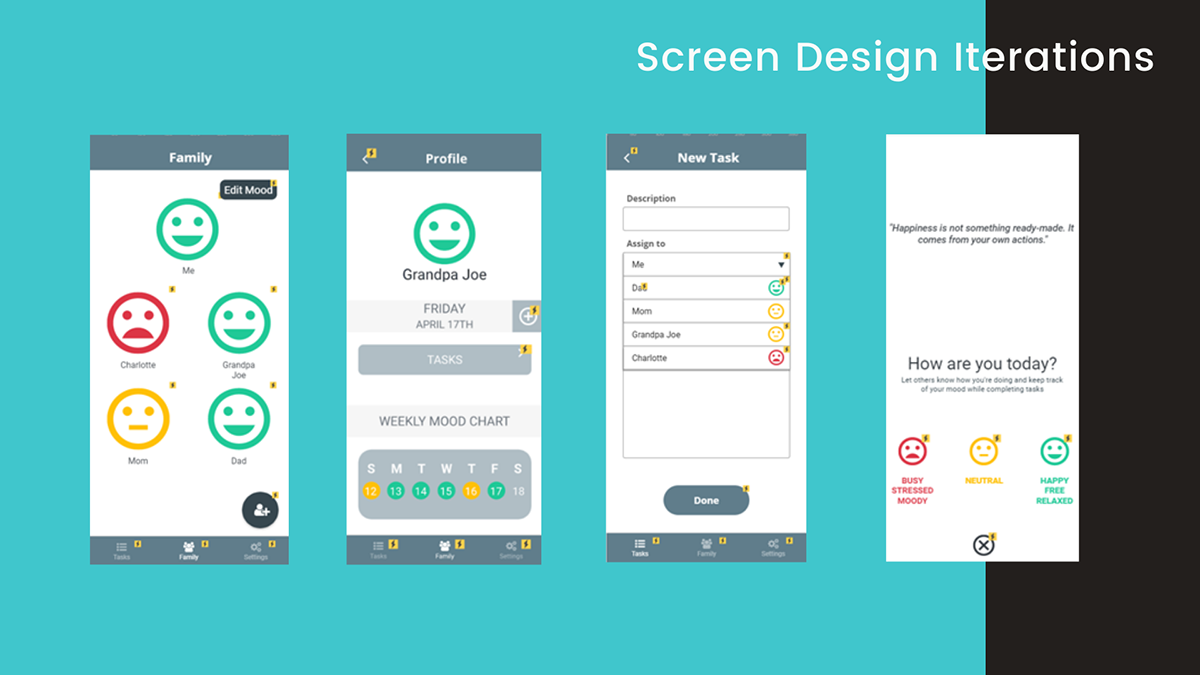 Screen Design Iterations
Family
Edit Mood
Me
Charlotte
Grandpa
Joe
Mom
Dad
Tasks
Family
Settings
Profile
Grandpa Joe
FRIDAY
APRIL 17TH
TASKS
WEEKLY MOOD CHART
S M T W T F S
12 13 14 15 16 17 18
Tasks
Family
Settings
New Task
Description
Assign to
Me
Dad
Mom
Grandpa Joe
Charlotte
Done
Tasks
Family
Settings
"Happiness is not something ready-made. It
comes from your own actions."
How are you today?
Let others know how you're doing and keep track
of your mood while completing tasks
BUSY
STRESSED
MOODY
NEUTRAL
HAPPY
FREE
RELAXED